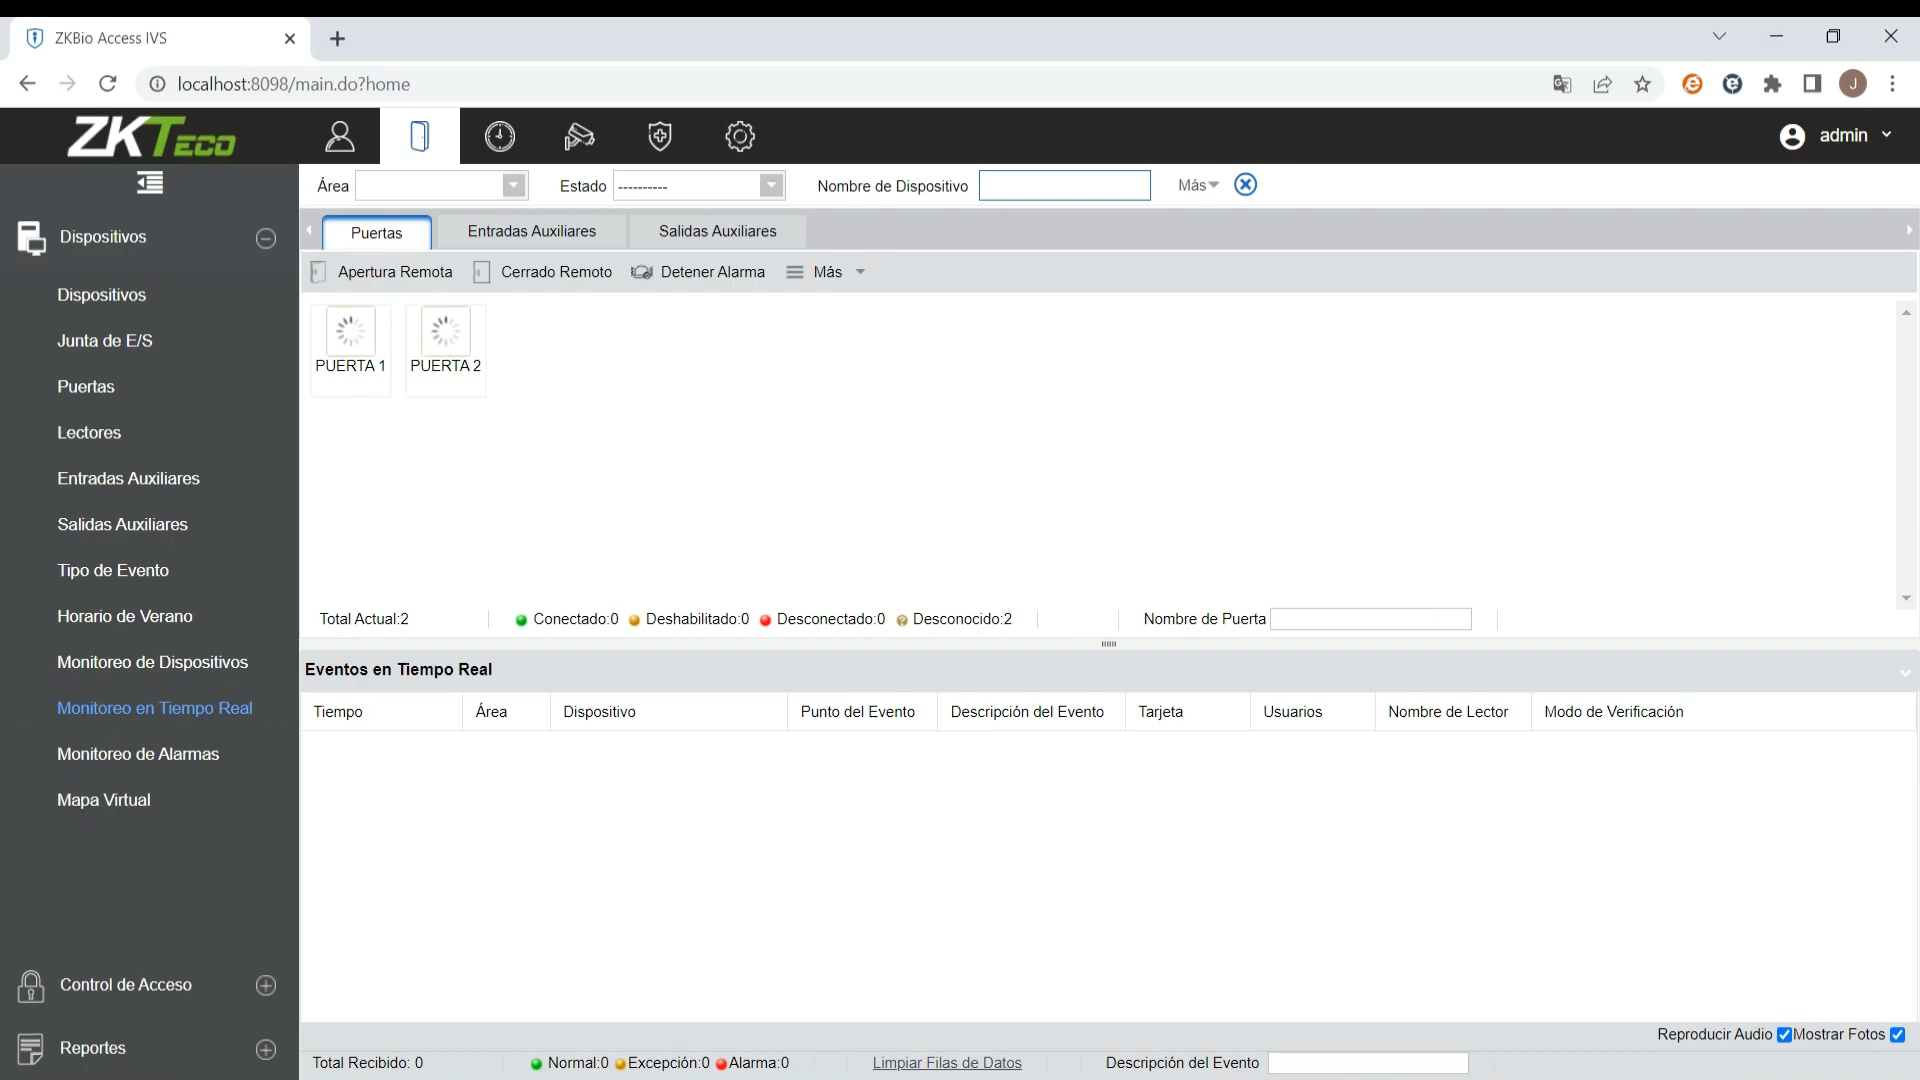 ZKBio Access IVS
localhost:8098/main.do?home
J
ZKTECO
admin
Área
Estado ----------
Nombre de Dispositivo
Más
Dispositivos
Puertas
Entradas Auxiliares
Salidas Auxiliares
Apertura Remota
Cerrado Remoto
Detener Alarma
Más
Dispositivos
Junta de E/S
Puertas
Lectores
Entradas Auxiliares
Salidas Auxiliares
Tipo de Evento
Horario de Verano
Monitoreo de Dispositivos
Monitoreo en Tiempo Real
Monitoreo de Alarmas
Mapa Virtual
Control de Acceso
Reportes
PUERTA 1
PUERTA 2
Total Actual:2
Conectado:0
Deshabilitado:0
Desconectado:0
Desconocido:2
Nombre de Puerta
Eventos en Tiempo Real
Tiempo
Área
Dispositivo
Punto del Evento
Descripción del Evento
Tarjeta
Usuarios
Nombre de Lector
Modo de Verificación
Reproducir Audio
Mostrar Fotos
Total Recibido: 0
Normal:0
Excepción:0
Alarma:0
Limpiar Filas de Datos
Descripción del Evento